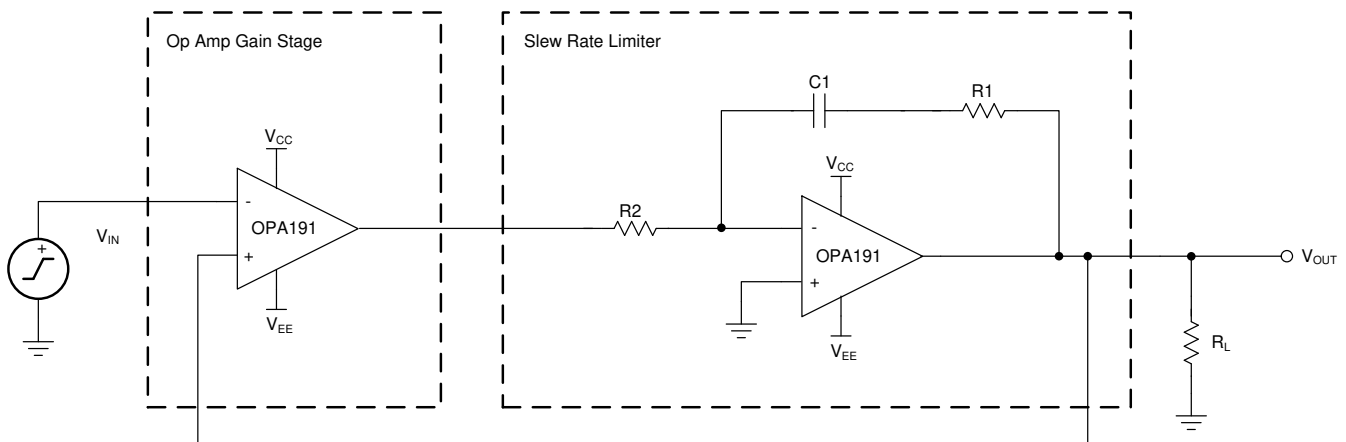 Op Amp Gain Stage
Slew Rate Limiter
C1
R1
VCC
VCC
R2
-
OPA191
+
VIN
+
-
OPA191
+
VOUT
VEE
VEE
RL